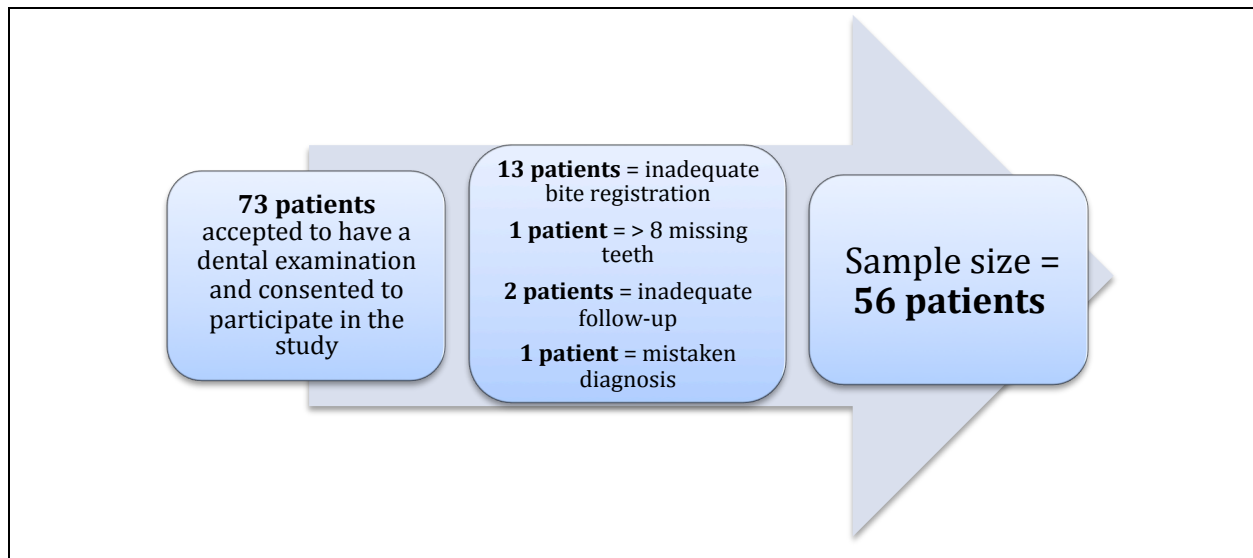 73 patients
accepted to have a
dental examination
and consented to
participate in the
study
13 patients = inadequate
bite registration
1 patient = > 8 missing
teeth
2 patients = inadequate
follow-up
1 patient = mistaken
diagnosis
Sample size =
56 patients